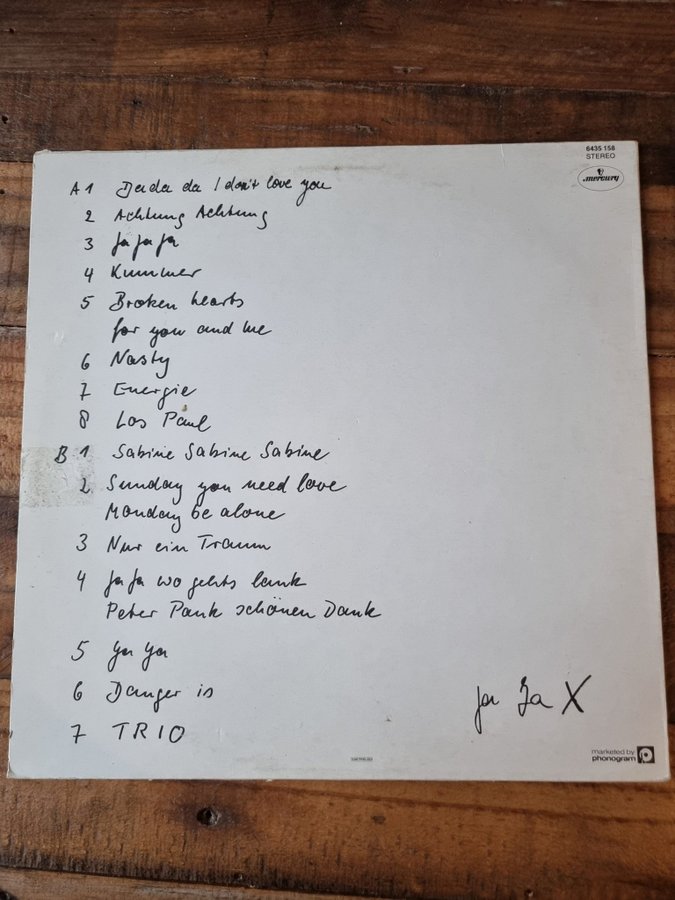 6435 158
STEREO
mercury
A 1 Dada da I don't love you
2 Achtung Achtung
3 Ja Ja Ja
4 Kummer
5 Broken hearts
for you and me
6 Nasty
7 Energie
8 Los Paul
B 1 Sabine Sabine Sabine
2 Sunday you need love
Monday be alone
3 Nur ein Traum
4 Ja Ja wo gehts lank
Peter Pank schönen Dank
5 Ya Ya
6 Danger is
7 TRIO
Ja Ja X
marketed by
phonogram